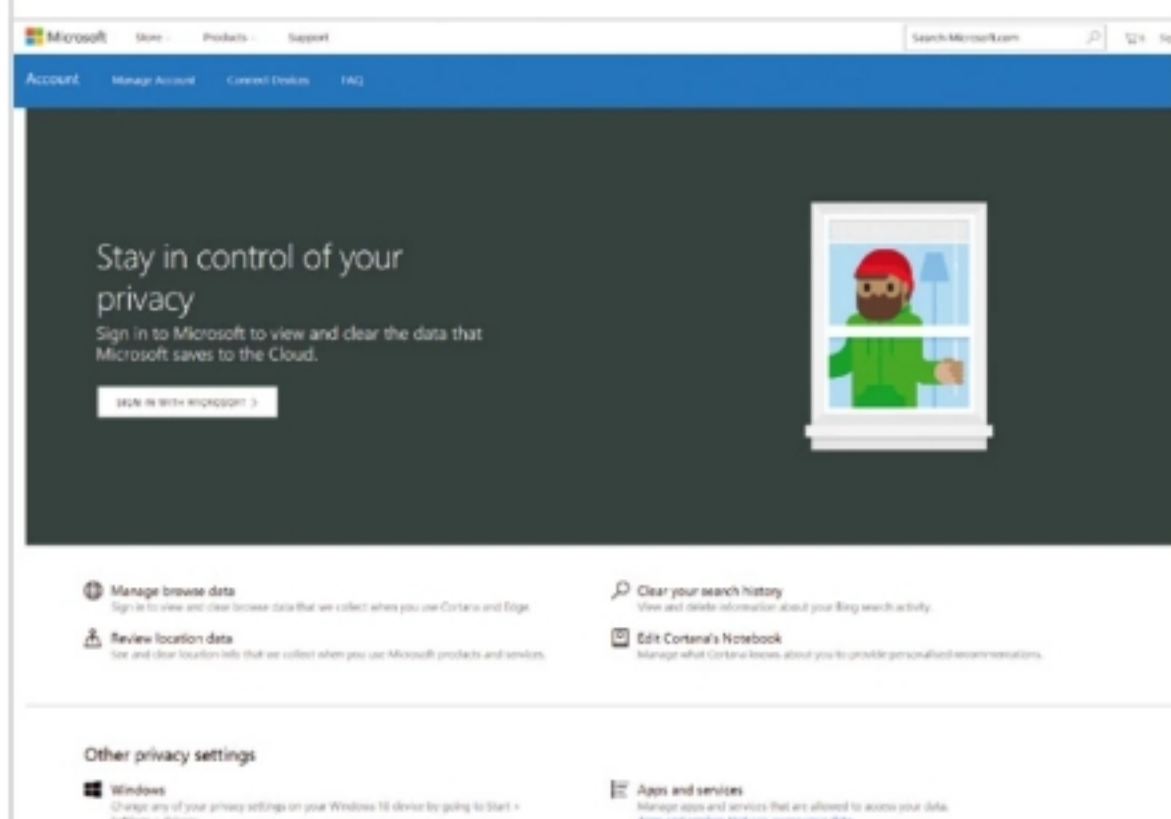 Microsoft Store Products Support Search Microsoft.com
Account Manage Account Connect Devices FAQ
Stay in control of your
privacy
Sign in to Microsoft to view and clear the data that
Microsoft saves to the Cloud.
SIGN IN WITH MICROSOFT >
Manage browse data
Sign in to view and clear browse data that we collect when you use Cortana and Edge.
Review location data
See and clear location info that we collect when you use Microsoft products and services.
Clear your search history
View and delete information about your Bing search activity.
Edit Cortana's Notebook
Manage what Cortana knows about you to provide personalised recommendations.
Other privacy settings
Windows
Change any of your privacy settings on your Windows 10 device by going to Start >
Apps and services
Manage apps and services that are allowed to access your data.